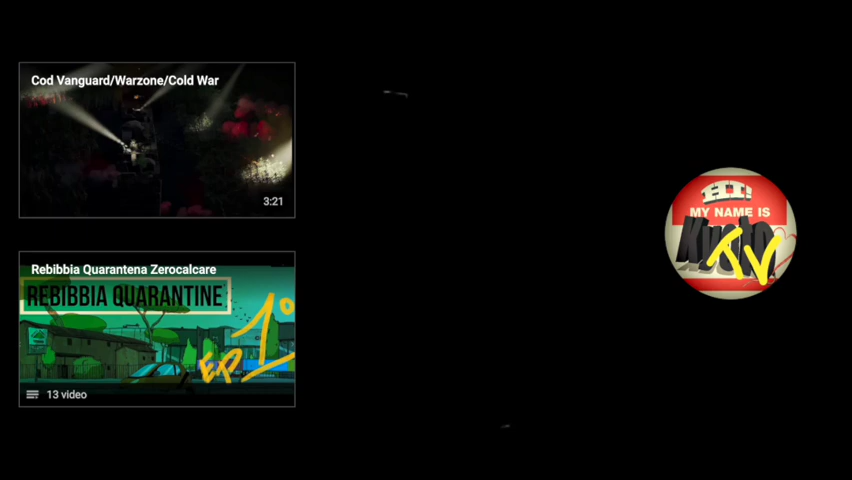 Cod Vanguard/Warzone/Cold War
3:21
Rebibbia Quarantena Zerocalcare
REBIBBIA QUARANTINE
EP 1°
13 video
HI!
MY NAME IS
Kyoto
TV